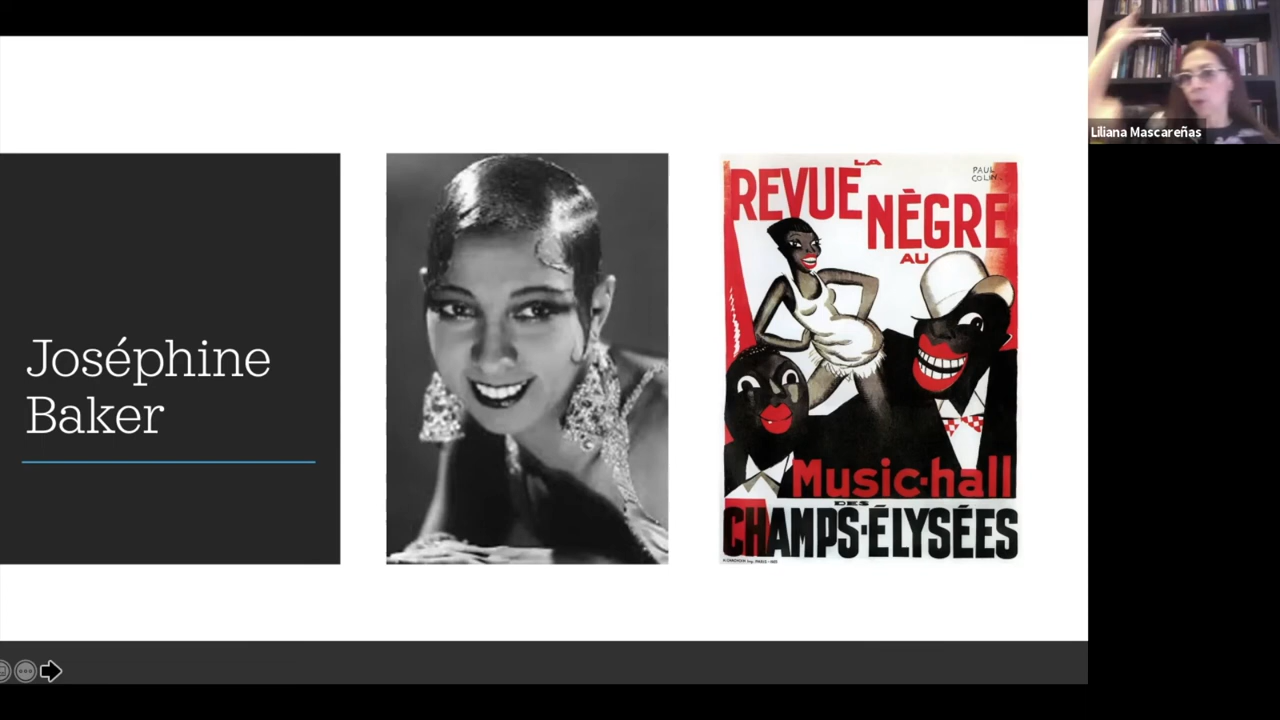 Joséphine
Baker
LA
REVUE
NÈGRE
AU
PAUL
COLIN
Music-hall
DES
CHAMPS-ÉLYSÉES
Liliana Mascareñas